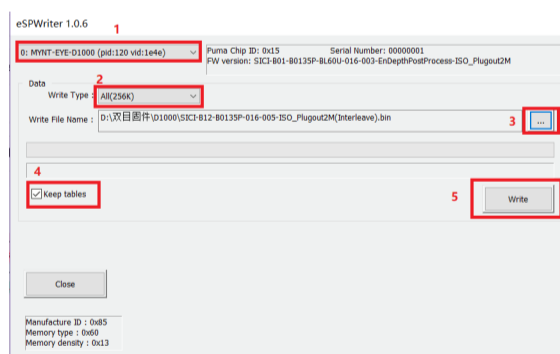 eSPWriter 1.0.6
1
0: MYNT-EYE-D1000 (pid:120 vid:1e4e)
Puma Chip ID: 0x15 Serial Number: 00000001
FW version: SICI-B01-B0135P-BL60U-016-003-EnDepthPostProcess-ISO_Plugout2M
Data
2
Write Type : All(256K)
Write File Name : D:\双目固件\D1000\SICI-B12-B0135P-016-005-ISO_Plugout2M(Interleave).bin
3 ...
4
Keep tables
5 Write
Close
Manufacture ID : 0x85
Memory type : 0x60
Memory density : 0x13